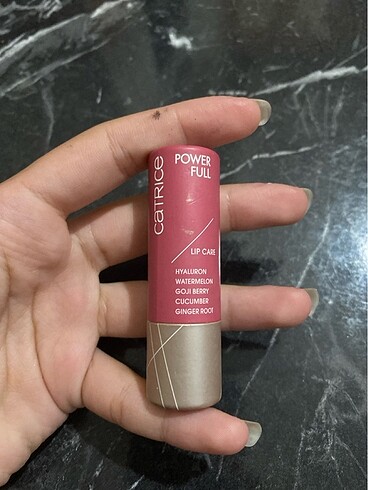 CATRICE
POWER
FULL
LIP CARE
HYALURON
WATERMELON
GOJI BERRY
CUCUMBER
GINGER ROOT